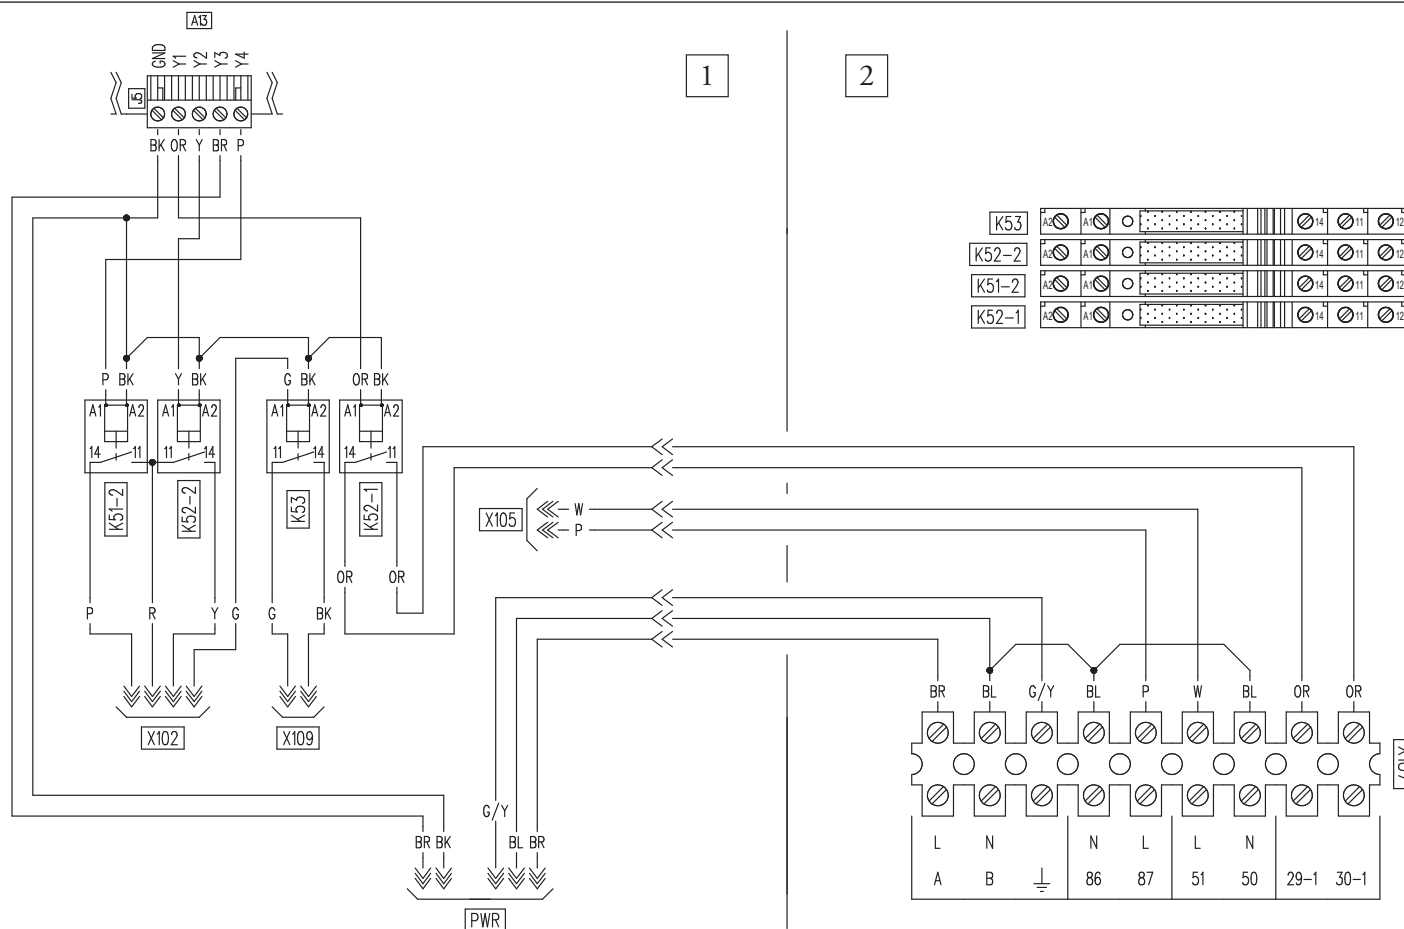 A13
1
2
GND Y1 Y2 Y3 Y4
J5
BK OR Y BR P
K53 A2 A1 14 11 12
K52-2 A2 A1 14 11 12
K51-2 A2 A1 14 11 12
K52-1 A2 A1 14 11 12
P BK Y BK G BK OR BK
A1 A2 A1 A2 A1 A2 A1 A2
14 11 11 14 11 14 14 11
K51-2 K52-2 K53 K52-1
X105 W
P
OR OR
P R Y G G BK
BR BL G/Y BL P W BL OR OR
X102 X109
G/Y
BR BK BL BR
L N N L L N
A B 86 87 51 50 29-1 30-1
PWR